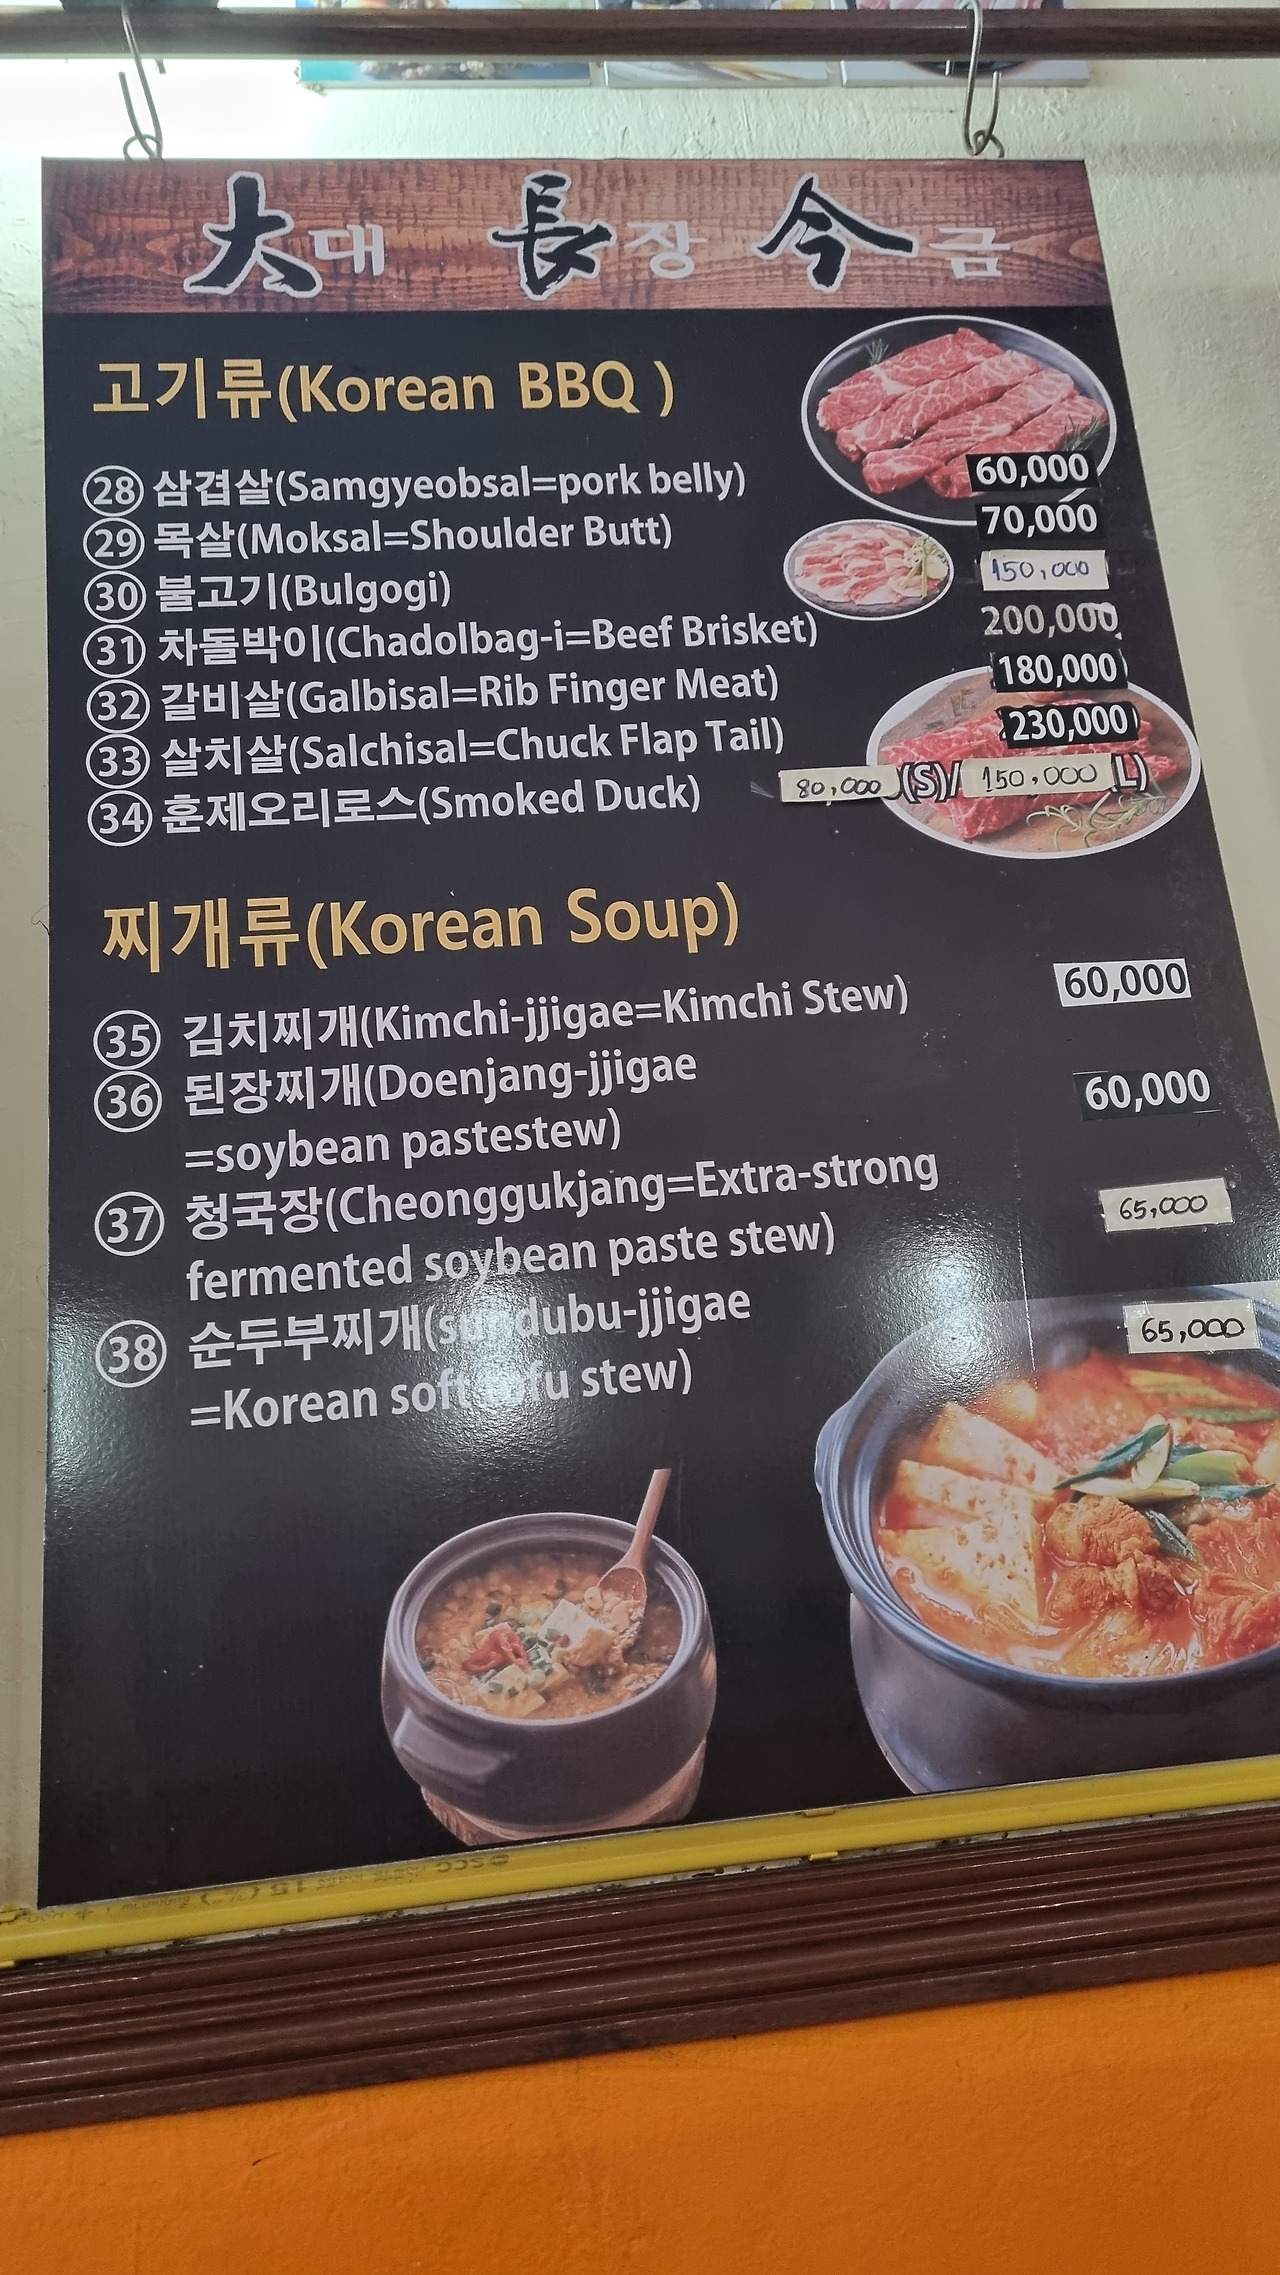 大대 長장 今금
고기류(Korean BBQ )
28 삼겹살(Samgyeobsal=pork belly) 60,000
29 목살(Moksal=Shoulder Butt) 70,000
30 불고기(Bulgogi) 150,000
31 차돌박이(Chadolbag-i=Beef Brisket) 200,000
32 갈비살(Galbisal=Rib Finger Meat) 180,000
33 살치살(Salchisal=Chuck Flap Tail) 230,000
34 훈제오리로스(Smoked Duck) 80,000 (S)/ 150,000 (L)
찌개류(Korean Soup)
35 김치찌개(Kimchi-jjigae=Kimchi Stew) 60,000
36 된장찌개(Doenjang-jjigae 60,000
=soybean pastestew)
37 청국장(Cheonggukjang=Extra-strong 65,000
fermented soybean paste stew)
38 순두부찌개(sundubu-jjigae 65,000
=Korean soft tofu stew)